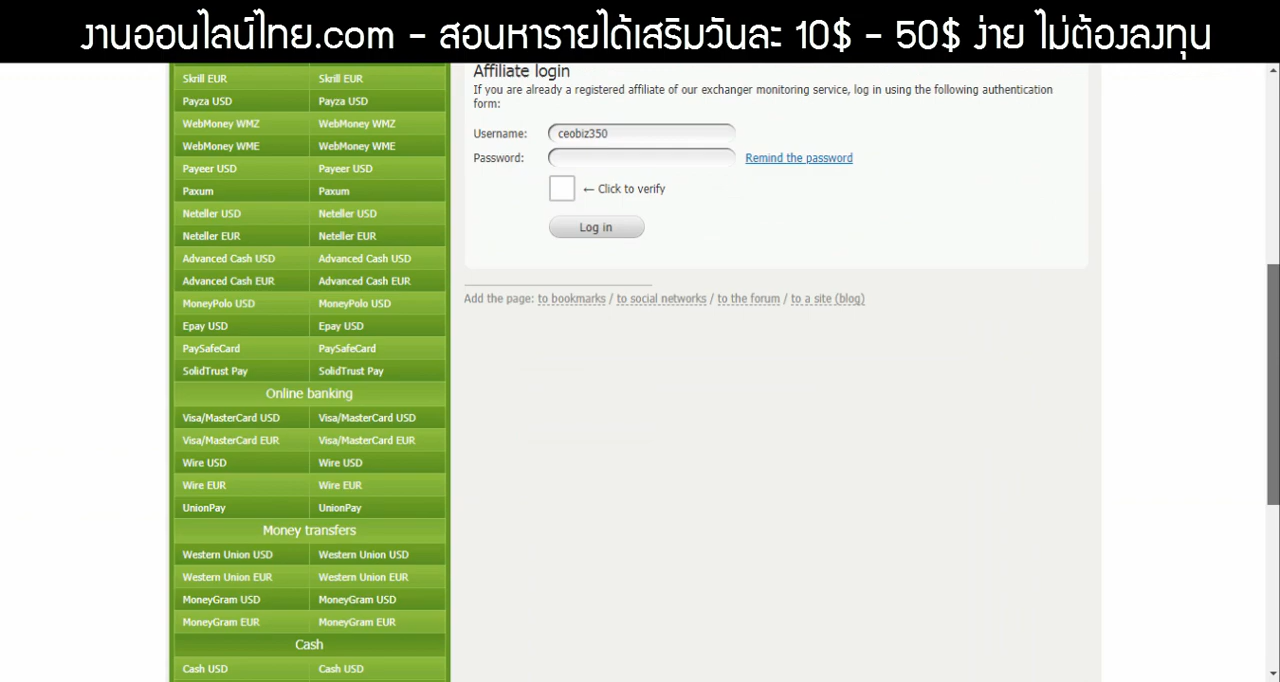 งานออนไลน์ไทย.com - สอนหารายได้เสริมวันละ 10$ - 50$ ง่าย ไม่ต้องลงทุน
Skrill EUR Skrill EUR
Payza USD Payza USD
WebMoney WMZ WebMoney WMZ
WebMoney WME WebMoney WME
Payeer USD Payeer USD
Paxum Paxum
Neteller USD Neteller USD
Neteller EUR Neteller EUR
Advanced Cash USD Advanced Cash USD
Advanced Cash EUR Advanced Cash EUR
MoneyPolo USD MoneyPolo USD
Epay USD Epay USD
PaySafeCard PaySafeCard
SolidTrust Pay SolidTrust Pay
Online banking
Visa/MasterCard USD Visa/MasterCard USD
Visa/MasterCard EUR Visa/MasterCard EUR
Wire USD Wire USD
Wire EUR Wire EUR
UnionPay UnionPay
Money transfers
Western Union USD Western Union USD
Western Union EUR Western Union EUR
MoneyGram USD MoneyGram USD
MoneyGram EUR MoneyGram EUR
Cash
Cash USD Cash USD
Affiliate login
If you are already a registered affiliate of our exchanger monitoring service, log in using the following authentication
form:
Username: ceobiz350
Password: Remind the password
← Click to verify
Log in
Add the page: to bookmarks / to social networks / to the forum / to a site (blog)